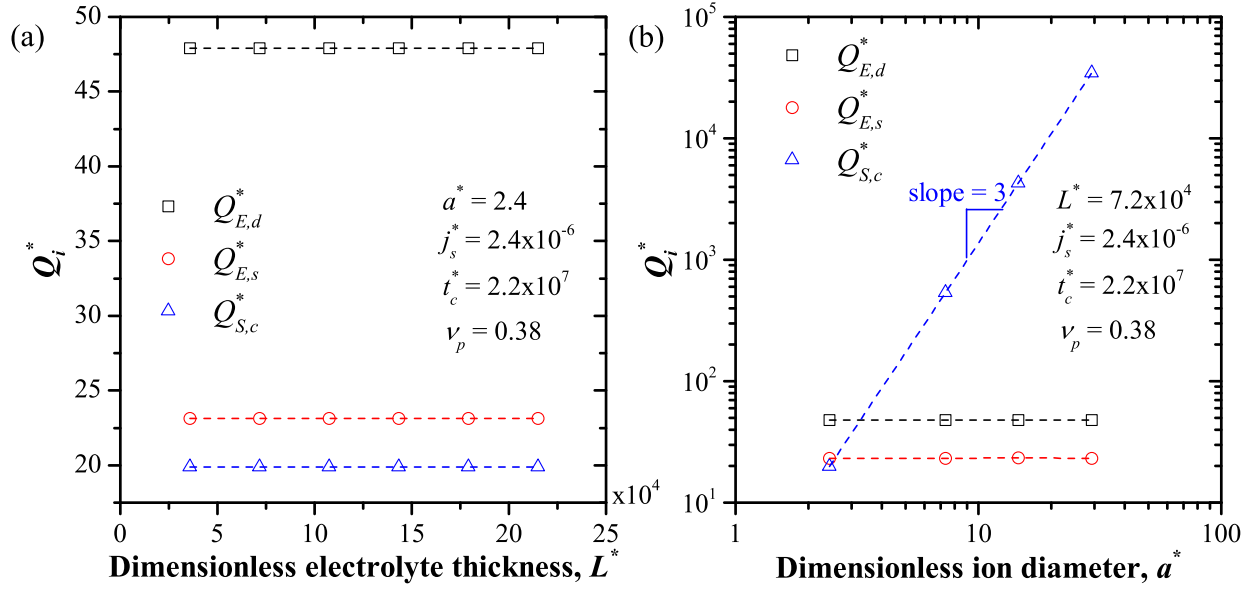 (a)
50
45
40
35
30
25
20
0
5
10
15
20
25
x10⁴
Qᵢ*
Q*E,d
Q*E,s
Q*S,c
a* = 2.4
j*s = 2.4x10⁻⁶
t*c = 2.2x10⁷
νp = 0.38
Dimensionless electrolyte thickness, L*
(b)
10⁵
10⁴
10³
10²
10¹
1
10
100
Qᵢ*
Q*E,d
Q*E,s
Q*S,c
slope = 3
L* = 7.2x10⁴
j*s = 2.4x10⁻⁶
t*c = 2.2x10⁷
νp = 0.38
Dimensionless ion diameter, a*